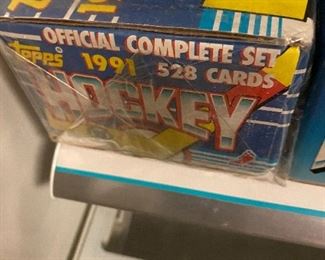 OFFICIAL COMPLETE SET
Topps 1991 528 CARDS
HOCKEY